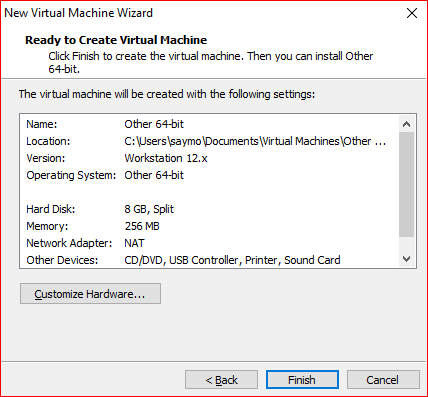 New Virtual Machine Wizard
Ready to Create Virtual Machine
Click Finish to create the virtual machine. Then you can install Other
64-bit.
The virtual machine will be created with the following settings:
Name: Other 64-bit
Location: C:\Users\saymo\Documents\Virtual Machines\Other ...
Version: Workstation 12.x
Operating System: Other 64-bit
Hard Disk: 8 GB, Split
Memory: 256 MB
Network Adapter: NAT
Other Devices: CD/DVD, USB Controller, Printer, Sound Card
Customize Hardware...
< Back Finish Cancel